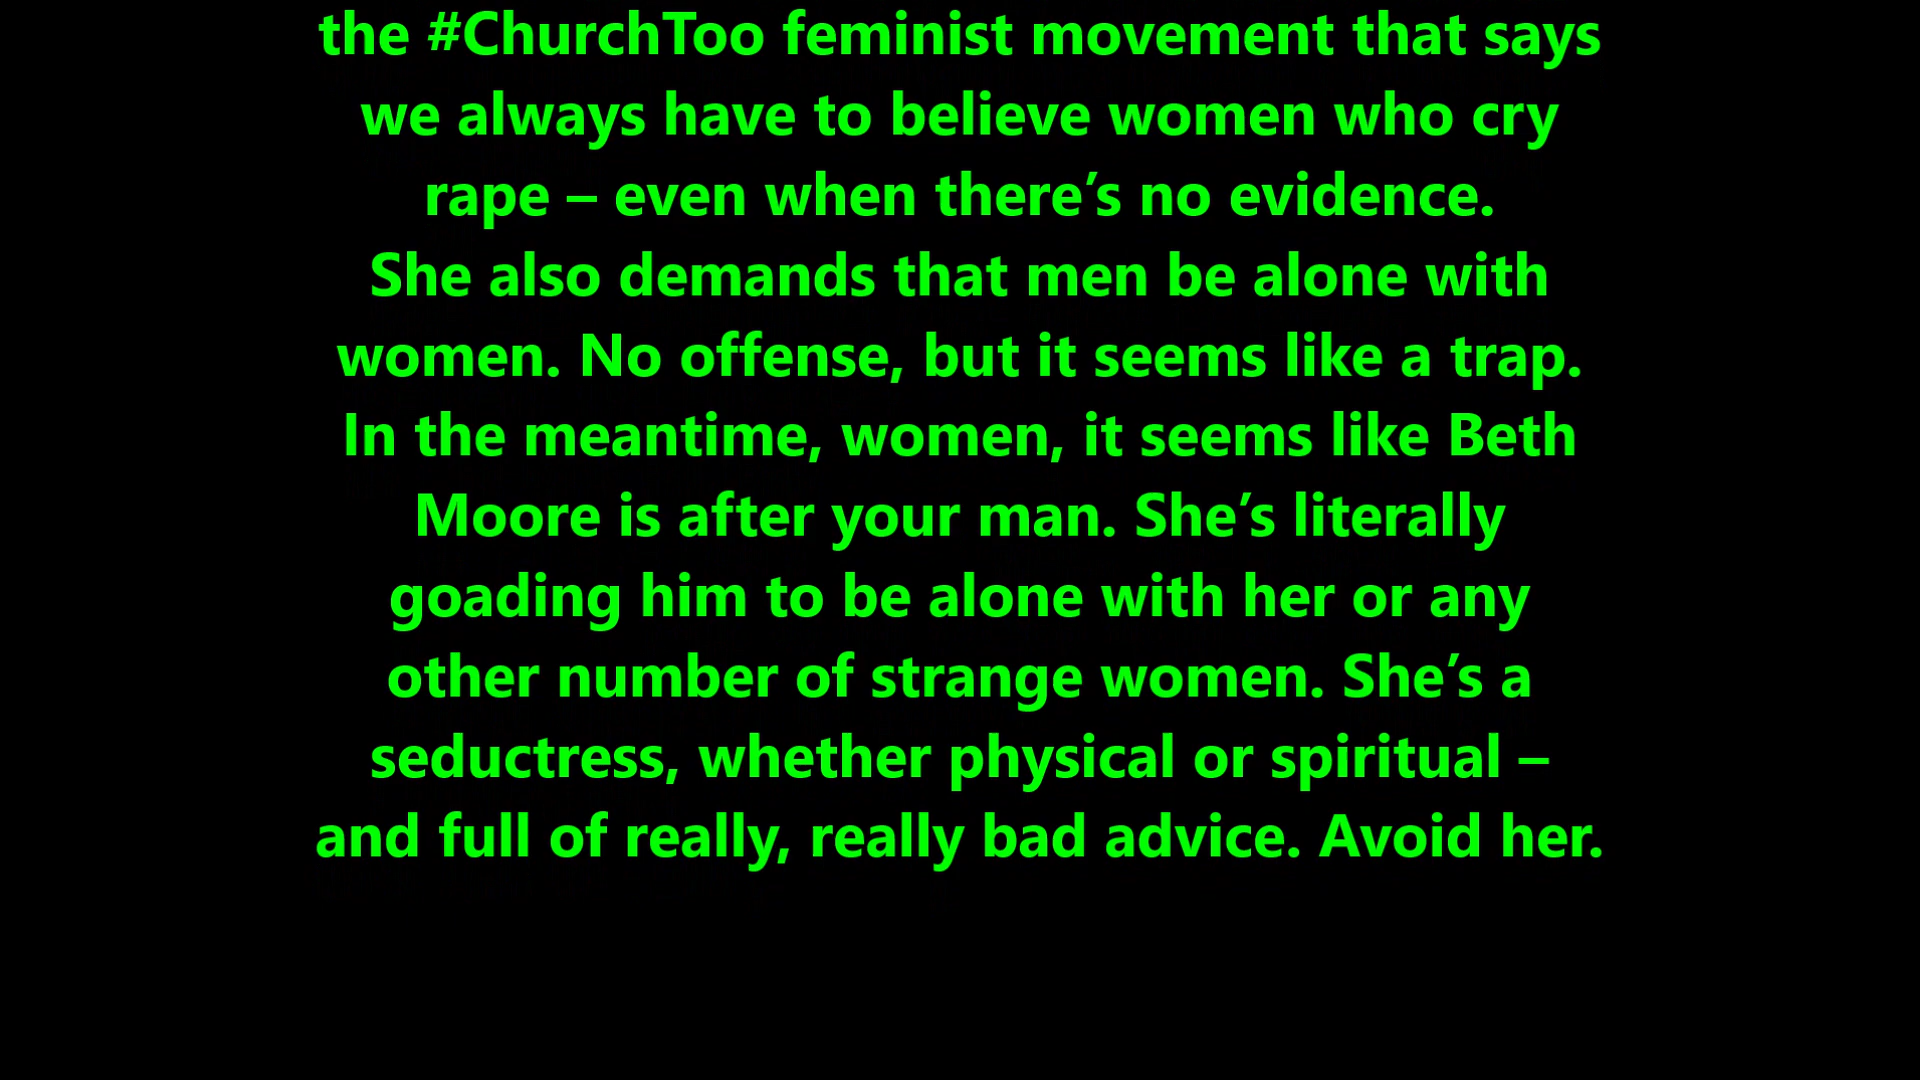 the #ChurchToo feminist movement that says
we always have to believe women who cry
rape – even when there’s no evidence.
She also demands that men be alone with
women. No offense, but it seems like a trap.
In the meantime, women, it seems like Beth
Moore is after your man. She’s literally
goading him to be alone with her or any
other number of strange women. She’s a
seductress, whether physical or spiritual –
and full of really, really bad advice. Avoid her.